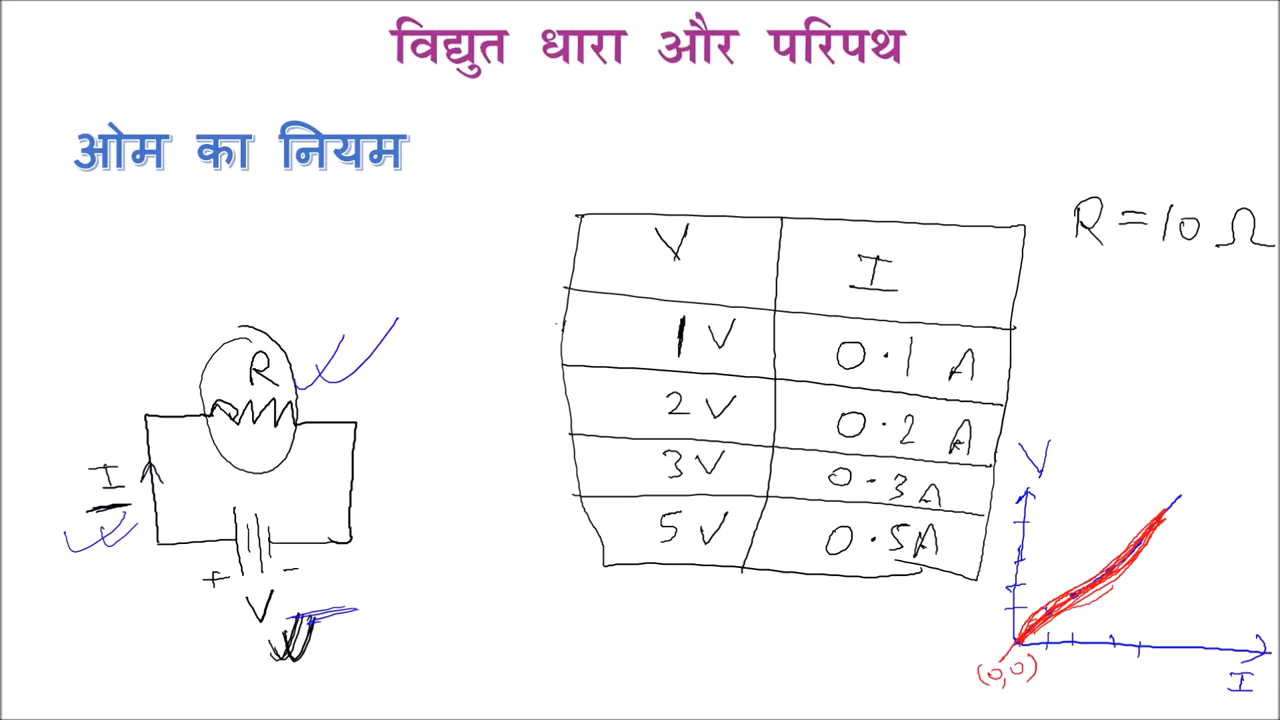 विद्युत धारा और परिपथ
ओम का नियम
R = 10 Ω
V I
1 V 0.1 A
2 V 0.2 A
3 V 0.3 A
5 V 0.5 A
R
I
+ -
V
V
(0,0)
I